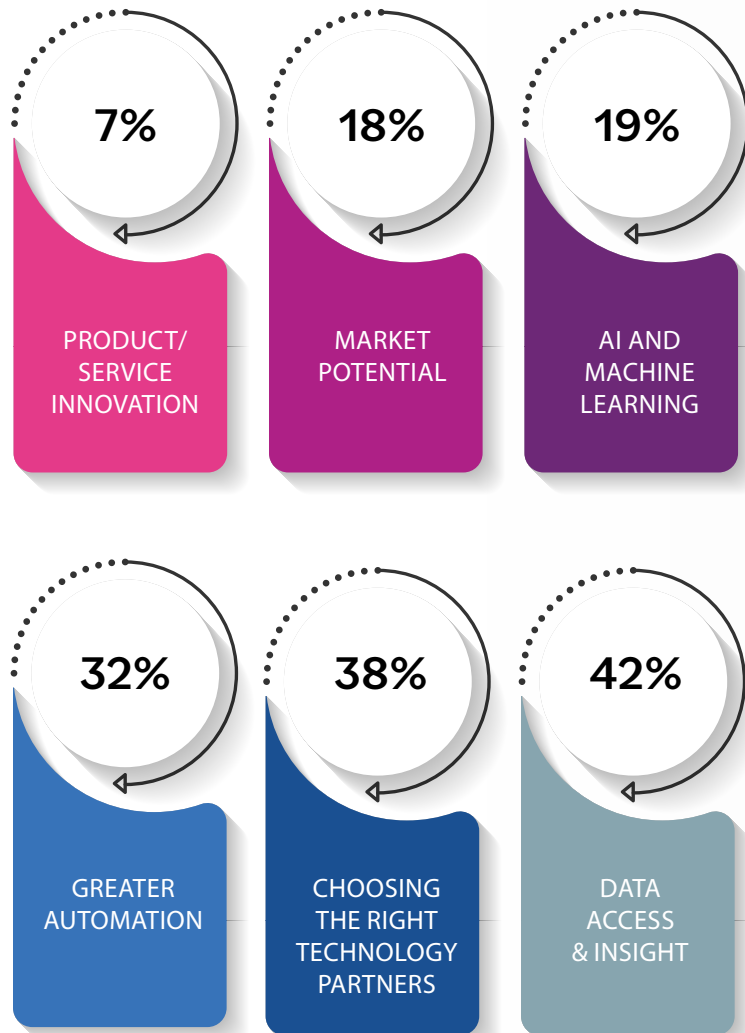 7%
PRODUCT/
SERVICE
INNOVATION
18%
MARKET
POTENTIAL
19%
AI AND
MACHINE
LEARNING
32%
GREATER
AUTOMATION
38%
CHOOSING
THE RIGHT
TECHNOLOGY
PARTNERS
42%
DATA
ACCESS
& INSIGHT